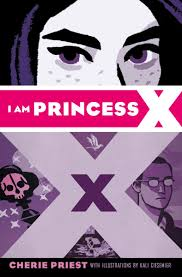 I AM PRINCESS X
X
CHERIE PRIEST WITH ILLUSTRATIONS BY KALI CIESEMIER